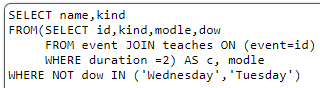 SELECT name,kind
FROM(SELECT id,kind,modle,dow
FROM event JOIN teaches ON (event=id)
WHERE duration =2) AS c, modle
WHERE NOT dow IN ('Wednesday','Tuesday')